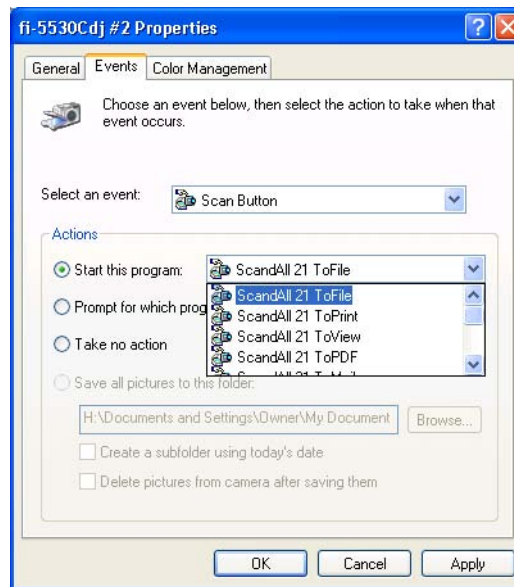 fi-5530Cdj #2 Properties
General Events Color Management
Choose an event below, then select the action to take when that
event occurs.
Select an event: Scan Button
Actions
Start this program: ScandAll 21 ToFile
ScandAll 21 ToFile
Prompt for which prog
ScandAll 21 ToPrint
ScandAll 21 ToView
Take no action
ScandAll 21 ToPDF
Save all pictures to this folder:
H:\Documents and Settings\Owner\My Document
Browse...
Create a subfolder using today's date
Delete pictures from camera after saving them
OK Cancel Apply